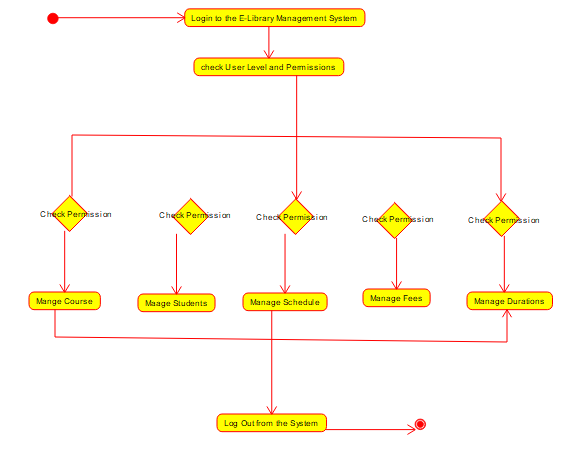 Login to the E-Library Management System
check User Level and Permissions
Check Permission
Check Permission
Check Permission
Check Permission
Check Permission
Mange Course
Maage Students
Manage Schedule
Manage Fees
Manage Durations
Log Out from the System